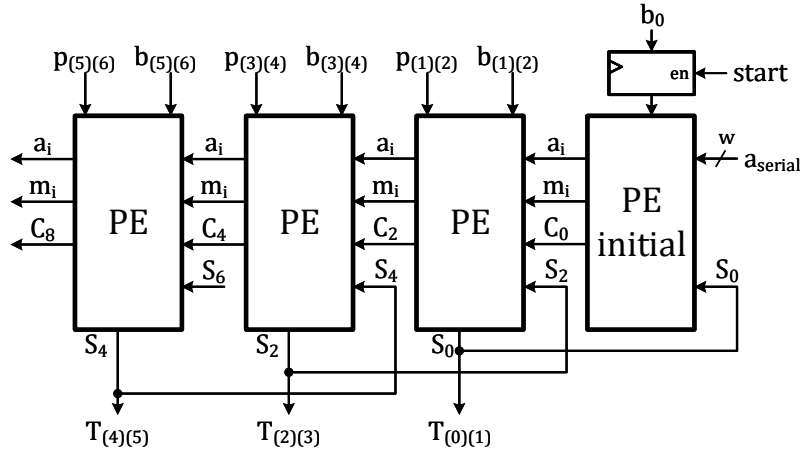 b₀
p₍₅₎₍₆₎ b₍₅₎₍₆₎ p₍₃₎₍₄₎ b₍₃₎₍₄₎ p₍₁₎₍₂₎ b₍₁₎₍₂₎
en start
aᵢ aᵢ aᵢ aᵢ w a_serial
mᵢ mᵢ mᵢ mᵢ
PE PE PE PE initial
C₈ C₄ C₂ C₀
S₆ S₄ S₂ S₀
S₄ S₂ S₀
T₍₄₎₍₅₎ T₍₂₎₍₃₎ T₍₀₎₍₁₎